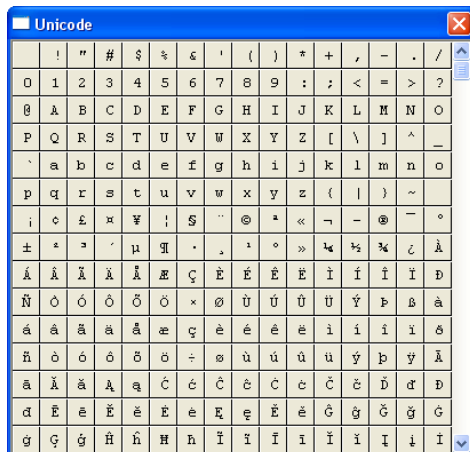 Unicode
! " # $ % & ' ( ) * + , - . /
0 1 2 3 4 5 6 7 8 9 : ; < = > ?
@ A B C D E F G H I J K L M N O
P Q R S T U V W X Y Z [ \ ] ^ _
` a b c d e f g h i j k l m n o
p q r s t u v w x y z { | } ~
¡ ¢ £ ¤ ¥ ¦ § ¨ © ª « ¬ - ® ¯ °
± ² ³ ´ µ ¶ · ¸ ¹ º » ¼ ½ ¾ ¿ À
Á Â Ã Ä Å Æ Ç È É Ê Ë Ì Í Î Ï Ð
Ñ Ò Ó Ô Õ Ö × Ø Ù Ú Û Ü Ý Þ ß à
á â ã ä å æ ç è é ê ë ì í î ï ð
ñ ò ó ô õ ö ÷ ø ù ú û ü ý þ ÿ Ā
ā Ă ă Ą ą Ć ć Ĉ ĉ Ċ ċ Č č Ď ď Đ
đ Ē ē Ĕ ĕ Ė ė Ę ę Ě ě Ĝ ĝ Ğ ğ Ġ
ġ Ģ ģ Ĥ ĥ Ħ ħ Ĩ ĩ Ī ī Ĭ ĭ Į į İ